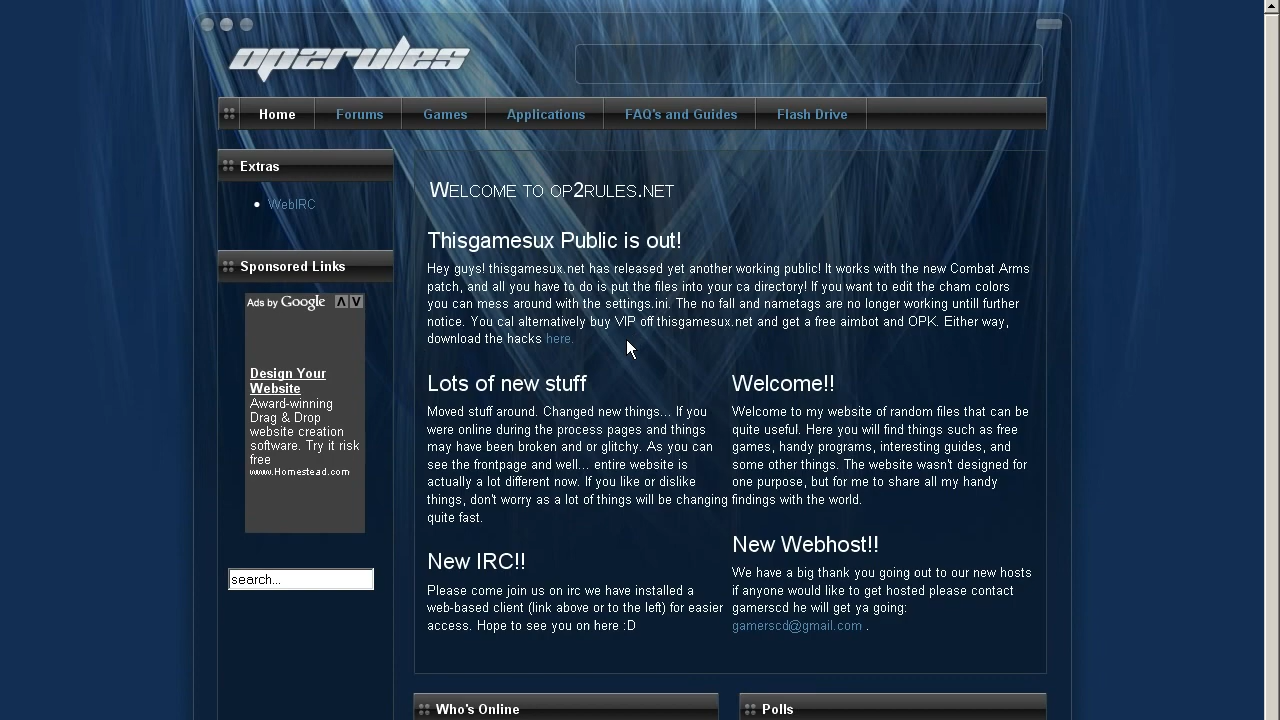 op2rules
Home Forums Games Applications FAQ's and Guides Flash Drive
Extras
WebIRC
Sponsored Links
Ads by Google
Design Your
Website
Award-winning
Drag & Drop
website creation
software. Try it risk
free
www.Homestead.com
search...
Welcome to op2rules.net
Thisgamesux Public is out!
Hey guys! thisgamesux.net has released yet another working public! It works with the new Combat Arms
patch, and all you have to do is put the files into your ca directory! If you want to edit the cham colors
you can mess around with the settings.ini. The no fall and nametags are no longer working untill further
notice. You cal alternatively buy VIP off thisgamesux.net and get a free aimbot and OPK. Either way,
download the hacks here.
Lots of new stuff
Moved stuff around. Changed new things... If you
were online during the process pages and things
may have been broken and or glitchy. As you can
see the frontpage and well... entire website is
actually a lot different now. If you like or dislike
things, don't worry as a lot of things will be changing
quite fast.
New IRC!!
Please come join us on irc we have installed a
web-based client (link above or to the left) for easier
access. Hope to see you on here :D
Welcome!!
Welcome to my website of random files that can be
quite useful. Here you will find things such as free
games, handy programs, interesting guides, and
some other things. The website wasn't designed for
one purpose, but for me to share all my handy
findings with the world.
New Webhost!!
We have a big thank you going out to our new hosts
if anyone would like to get hosted please contact
gamerscd he will get ya going:
gamerscd@gmail.com .
Who's Online
Polls